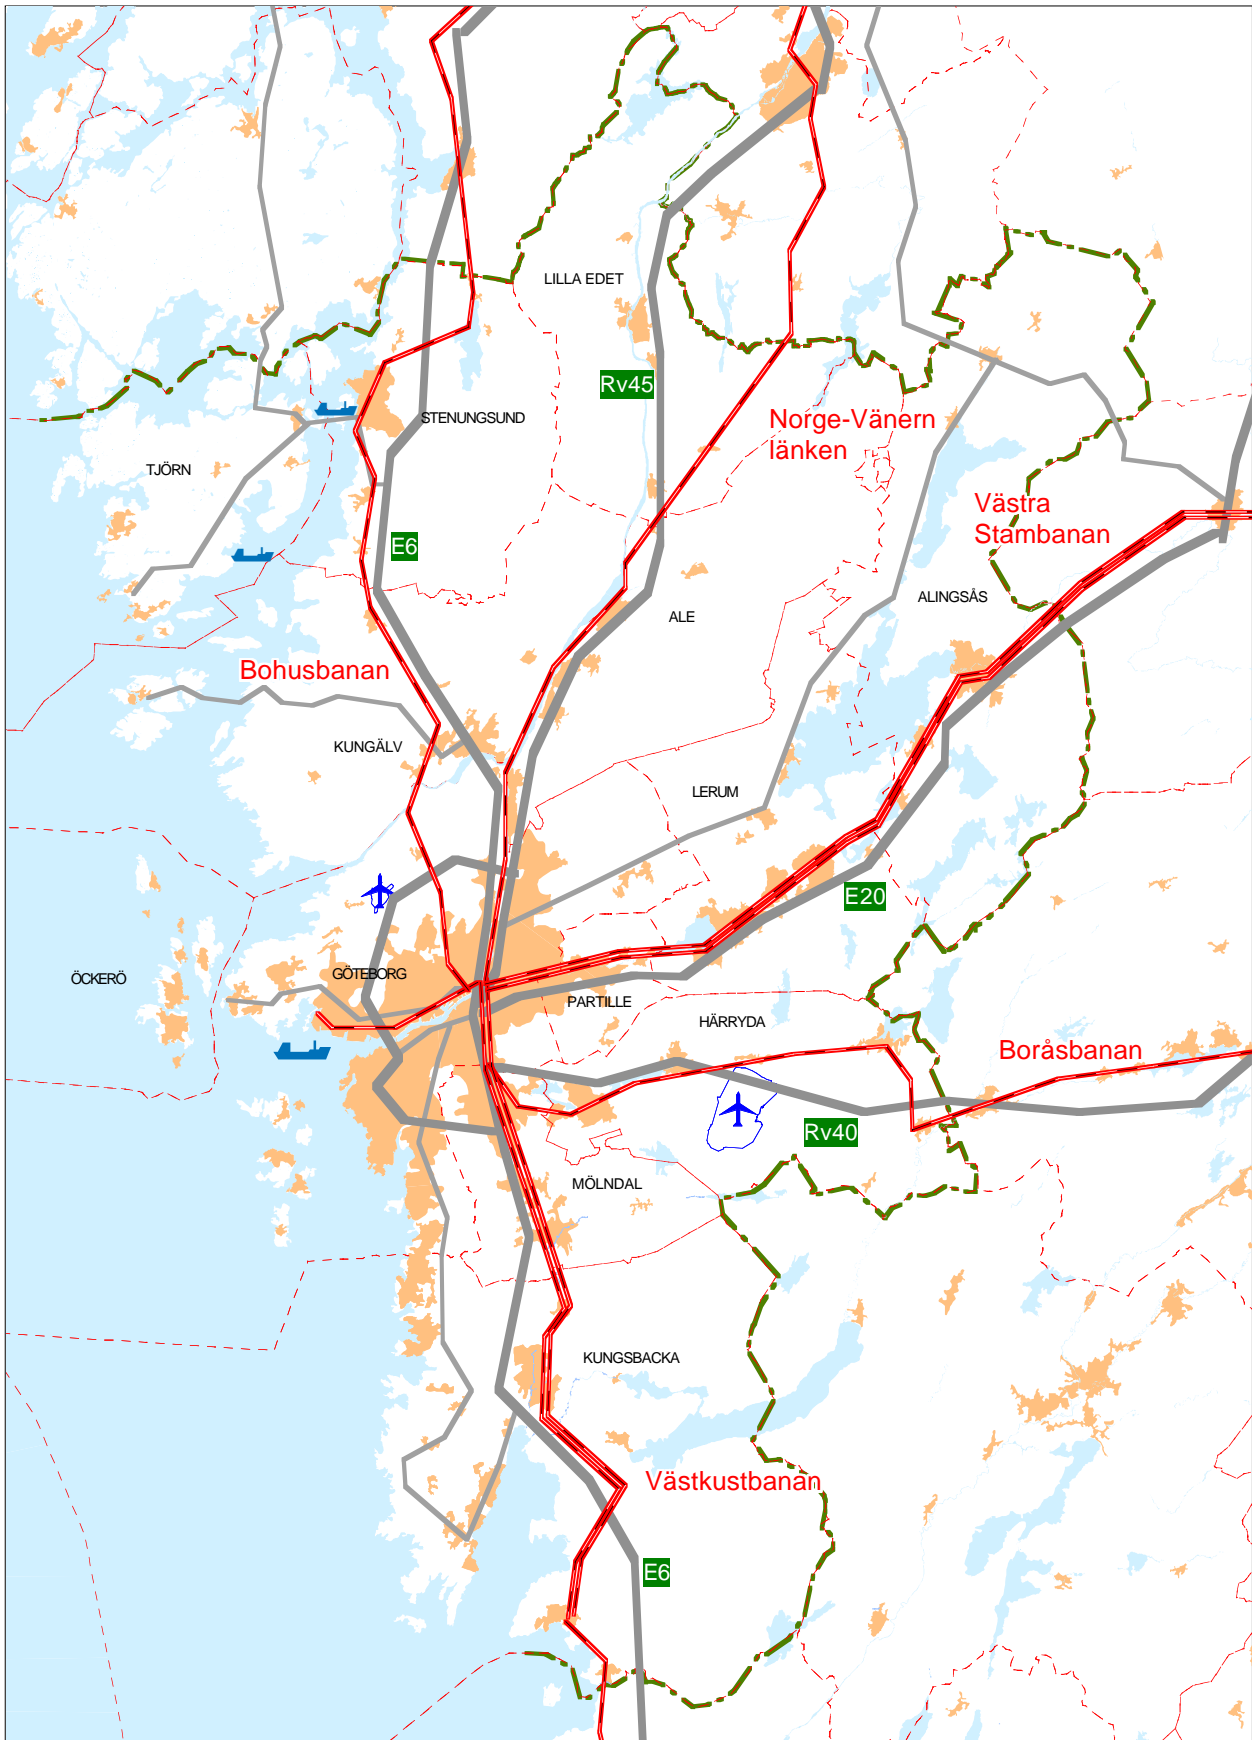 LILLA EDET
Rv45
STENUNGSUND
Norge-Vänern
länken
TJÖRN
Västra
Stambanan
E6
ALINGSÅS
ALE
Bohusbanan
KUNGÄLV
LERUM
E20
ÖCKERÖ
GÖTEBORG
PARTILLE
HÄRRYDA
Boråsbanan
Rv40
MÖLNDAL
KUNGSBACKA
Västkustbanan
E6